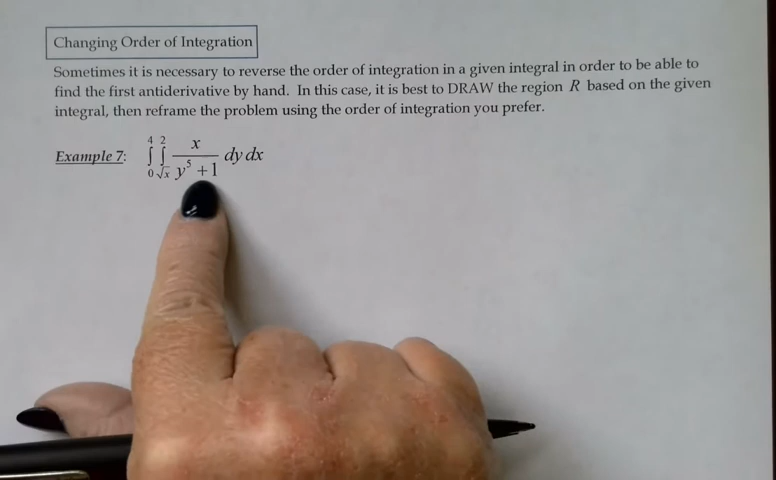 Changing Order of Integration
Sometimes it is necessary to reverse the order of integration in a given integral in order to be able to
find the first antiderivative by hand. In this case, it is best to DRAW the region R based on the given
integral, then reframe the problem using the order of integration you prefer.
Example 7: ∫₀⁴ ∫_√x² x/(y⁵ + 1) dy dx